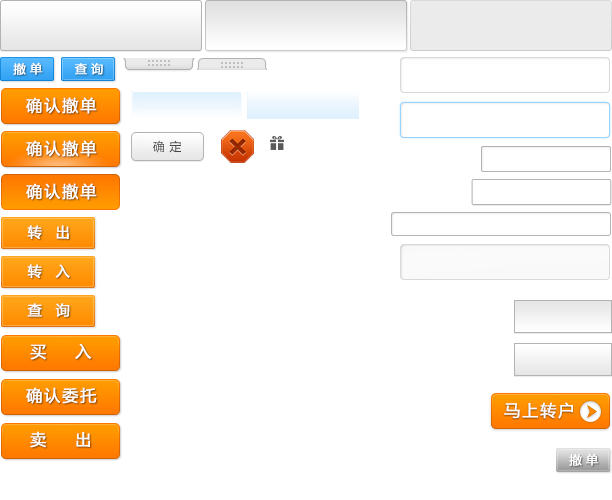 撤单 查询
确认撤单
确定
确认撤单
确认撤单
转 出
转 入
查 询
买 入
确认委托
马上转户
卖 出
撤单